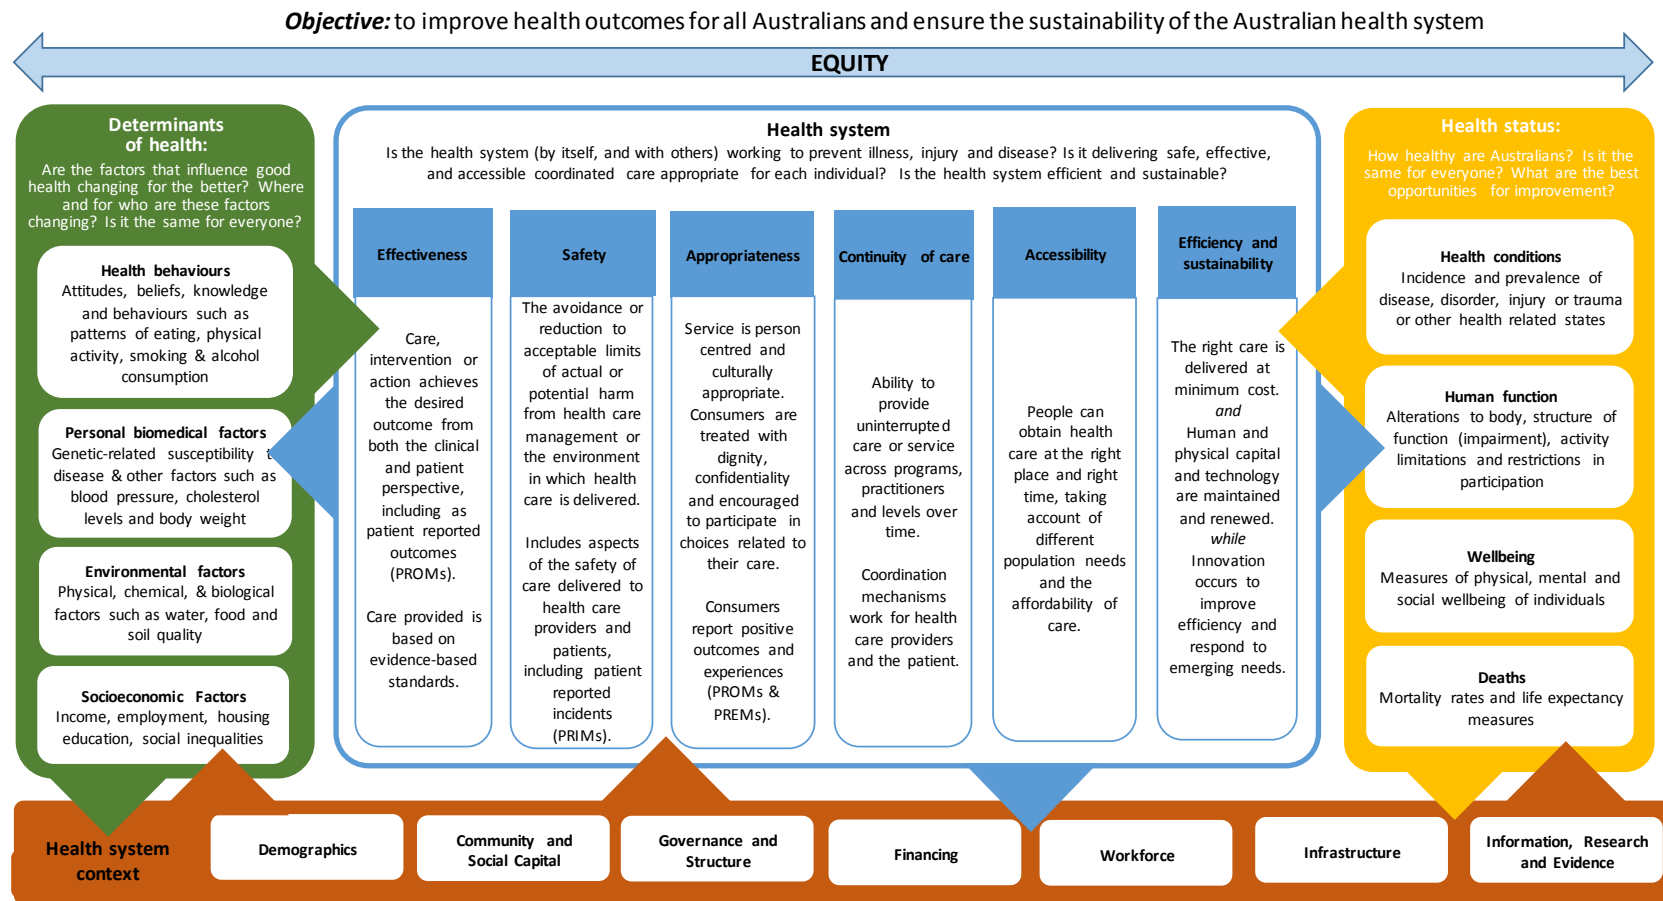 Objective: to improve health outcomes for all Australians and ensure the sustainability of the Australian health system
EQUITY
Determinants
of health:
Are the factors that influence good
health changing for the better? Where
and for who are these factors
changing? Is it the same for everyone?
Health behaviours
Attitudes, beliefs, knowledge
and behaviours such as
patterns of eating, physical
activity, smoking & alcohol
consumption
Personal biomedical factors
Genetic-related susceptibility
disease & other factors such as
blood pressure, cholesterol
levels and body weight
Environmental factors
Physical, chemical, & biological
factors such as water, food and
soil quality
Socioeconomic Factors
Income, employment, housing
education, social inequalities
Health system
Is the health system (by itself, and with others) working to prevent illness, injury and disease? Is it delivering safe, effective,
and accessible coordinated care appropriate for each individual? Is the health system efficient and sustainable?
Effectiveness
Care,
intervention or
action achieves
the desired
outcome from
both the clinical
and patient
perspective,
including as
patient reported
outcomes
(PROMs).
Care provided is
based on
evidence-based
standards.
Safety
The avoidance or
reduction to
acceptable limits
of actual or
potential harm
from health care
management or
the environment
in which health
care is delivered.
Includes aspects
of the safety of
care delivered to
health care
providers and
patients,
including patient
reported
incidents
(PRIMs).
Appropriateness
Service is person
centred and
culturally
appropriate.
Consumers are
treated with
dignity,
confidentiality
and encouraged
to participate in
choices related to
their care.
Consumers
report positive
outcomes and
experiences
(PROMs &
PREMs).
Continuity of care
Ability to
provide
uninterrupted
care or service
across programs,
practitioners
and levels over
time.
Coordination
mechanisms
work for health
care providers
and the patient.
Accessibility
People can
obtain health
care at the right
place and right
time, taking
account of
different
population needs
and the
affordability of
care.
Efficiency and
sustainability
The right care is
delivered at
minimum cost.
and
Human and
physical capital
and technology
are maintained
and renewed.
while
Innovation
occurs to
improve
efficiency and
respond to
emerging needs.
Health status:
How healthy are Australians? Is it the
same for everyone? What are the best
opportunities for improvement?
Health conditions
Incidence and prevalence of
disease, disorder, injury or trauma
or other health related states
Human function
Alterations to body, structure of
function (impairment), activity
limitations and restrictions in
participation
Wellbeing
Measures of physical, mental and
social wellbeing of individuals
Deaths
Mortality rates and life expectancy
measures
Health system
context
Demographics
Community and
Social Capital
Governance and
Structure
Financing
Workforce
Infrastructure
Information, Research
and Evidence